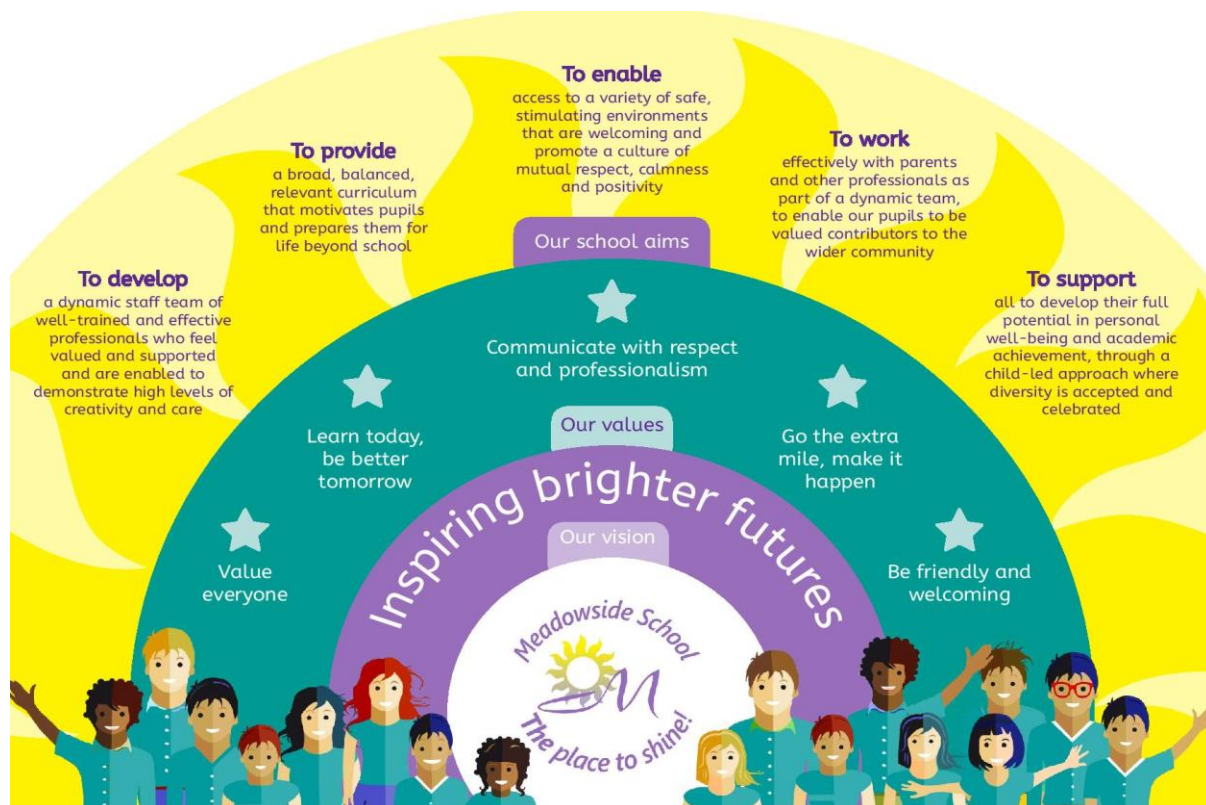 To enable
access to a variety of safe,
stimulating environments
that are welcoming and
promote a culture of
mutual respect, calmness
and positivity
To provide
a broad, balanced,
relevant curriculum
that motivates pupils
and prepares them for
life beyond school
To work
effectively with parents
and other professionals as
part of a dynamic team,
to enable our pupils to be
valued contributors to the
wider community
To develop
a dynamic staff team of
well-trained and effective
professionals who feel
valued and supported
and are enabled to
demonstrate high levels of
creativity and care
To support
all to develop their full
potential in personal
well-being and academic
achievement, through a
child-led approach where
diversity is accepted and
celebrated
Our school aims
Communicate with respect
and professionalism
Learn today,
be better
tomorrow
Go the extra
mile, make it
happen
Value
everyone
Be friendly and
welcoming
Our values
Inspiring brighter futures
Our vision
Meadowside School
M
The place to shine!